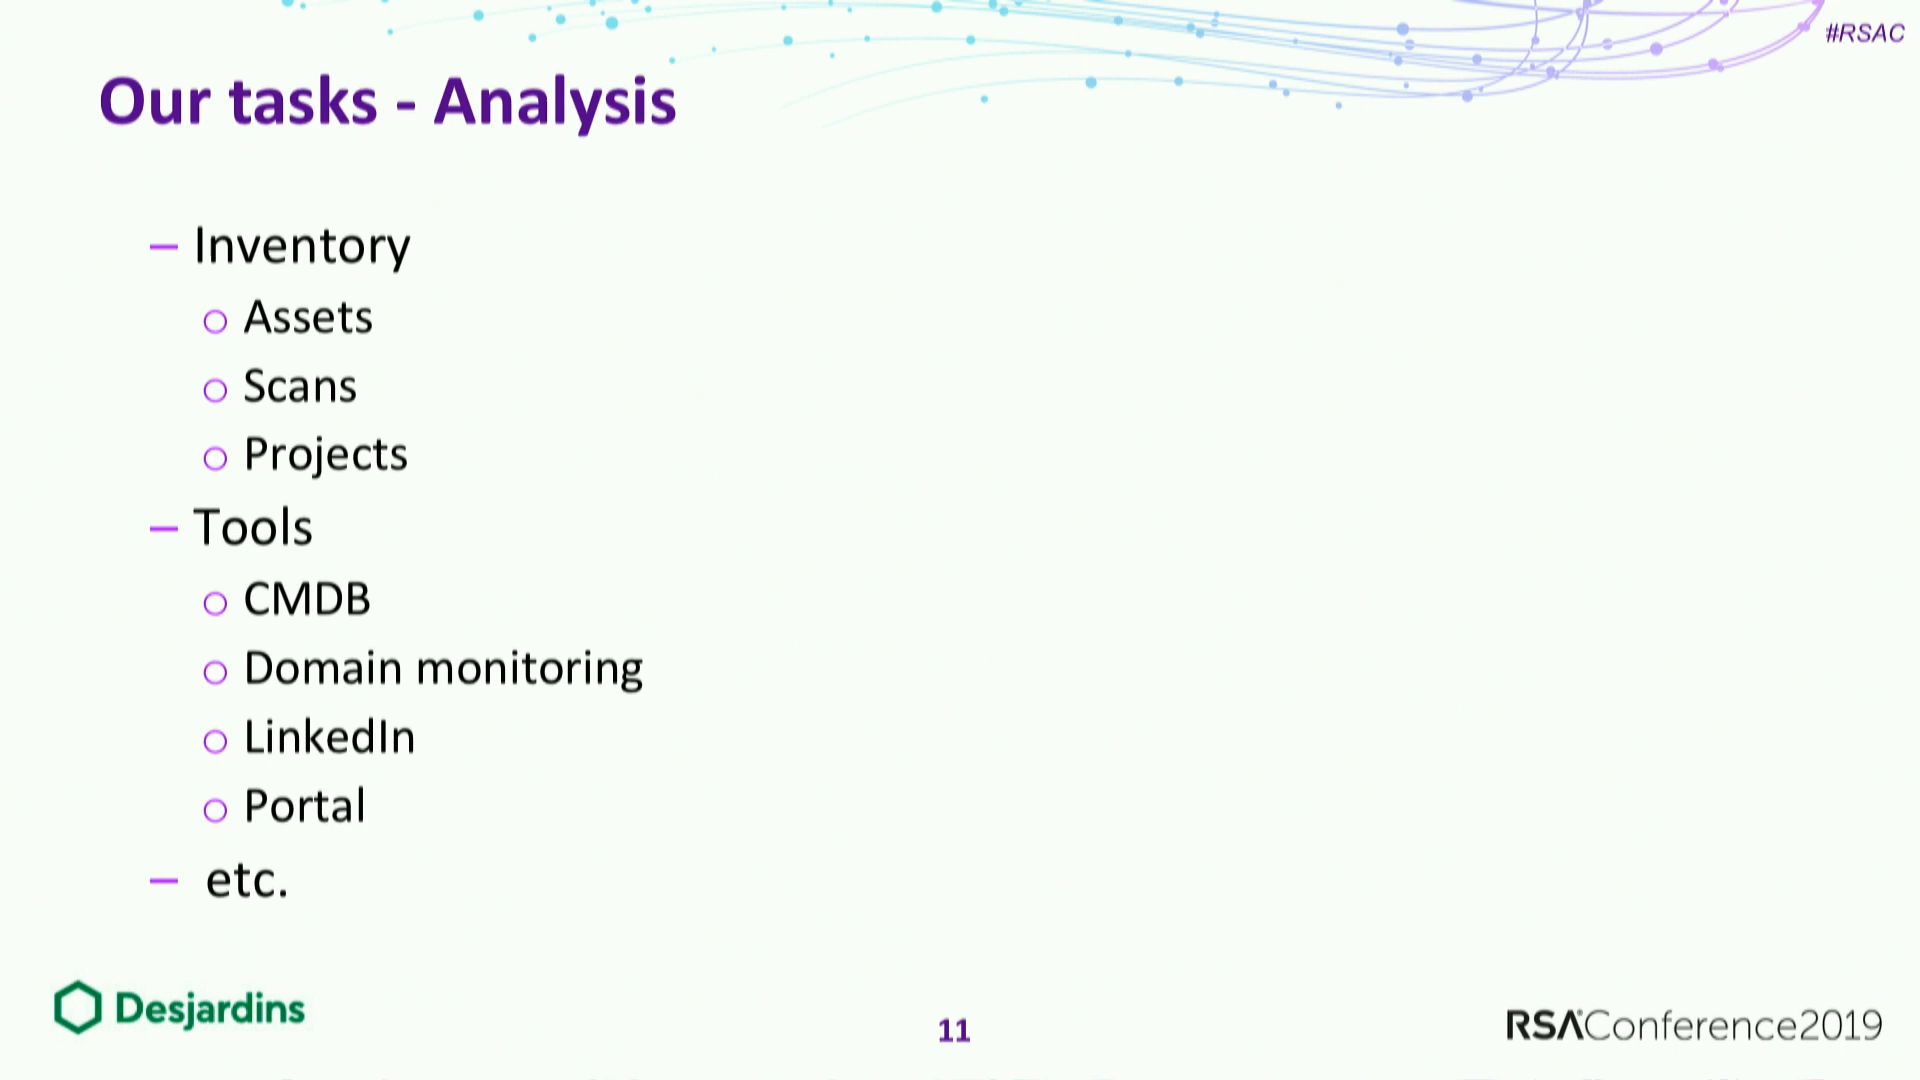 #RSAC
Our tasks - Analysis
– Inventory
○ Assets
○ Scans
○ Projects
– Tools
○ CMDB
○ Domain monitoring
○ LinkedIn
○ Portal
– etc.
Desjardins
11
RSAConference2019